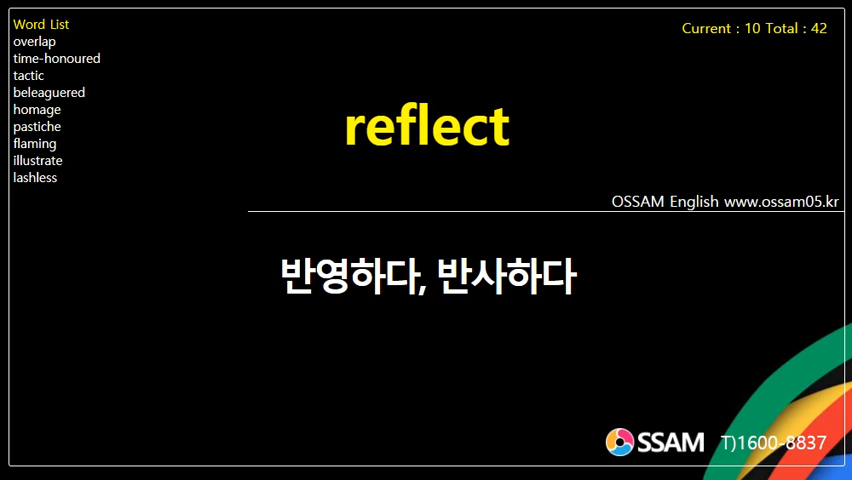 Word List
overlap
time-honoured
tactic
beleaguered
homage
pastiche
flaming
illustrate
lashless
Current : 10 Total : 42
reflect
OSSAM English www.ossam05.kr
반영하다, 반사하다
OSSAM T)1600-8837